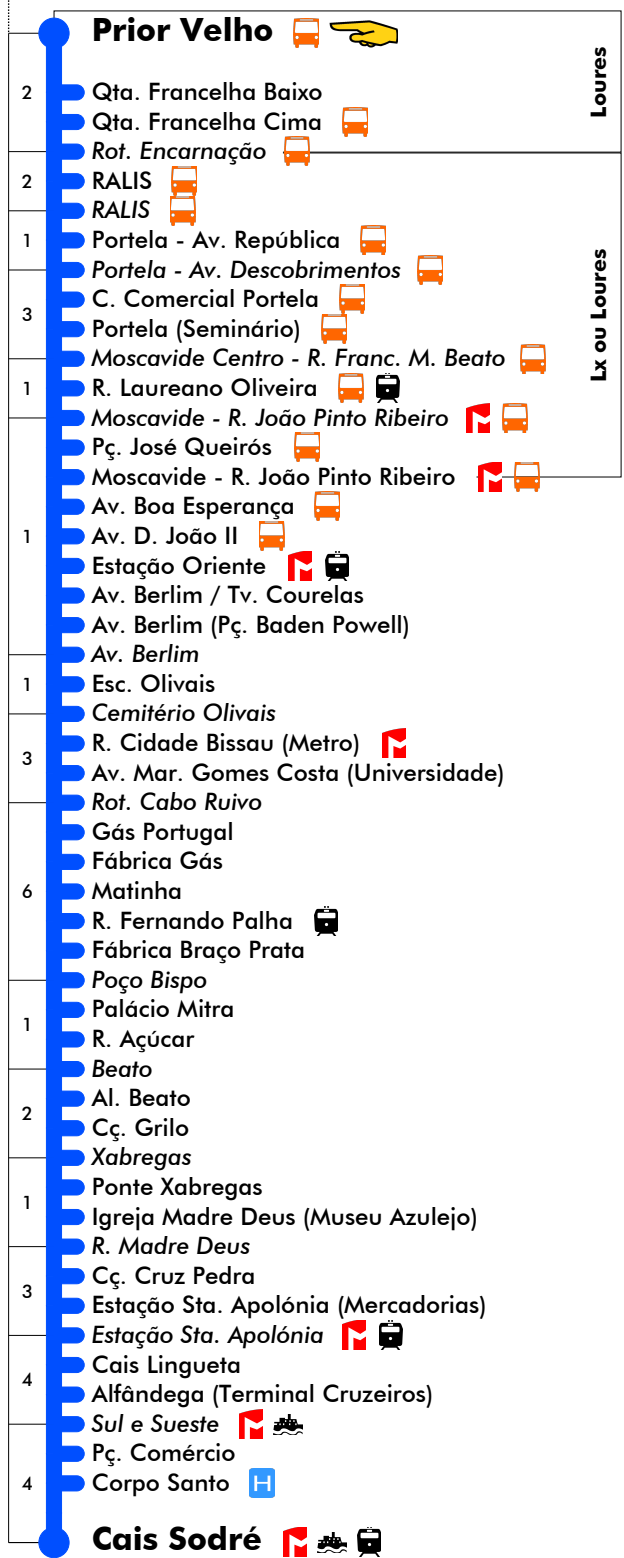 Prior Velho
Loures
2
Qta. Francelha Baixo
Qta. Francelha Cima
Rot. Encarnação
2
RALIS
RALIS
1
Portela - Av. República
Portela - Av. Descobrimentos
Lx ou Loures
3
C. Comercial Portela
Portela (Seminário)
Moscavide Centro - R. Franc. M. Beato
1
R. Laureano Oliveira
Moscavide - R. João Pinto Ribeiro
Pç. José Queirós
Moscavide - R. João Pinto Ribeiro
Av. Boa Esperança
1
Av. D. João II
Estação Oriente
Av. Berlim / Tv. Courelas
Av. Berlim (Pç. Baden Powell)
Av. Berlim
1
Esc. Olivais
Cemitério Olivais
3
R. Cidade Bissau (Metro)
Av. Mar. Gomes Costa (Universidade)
Rot. Cabo Ruivo
Gás Portugal
Fábrica Gás
6
Matinha
R. Fernando Palha
Fábrica Braço Prata
Poço Bispo
1
Palácio Mitra
R. Açúcar
Beato
2
Al. Beato
Cç. Grilo
Xabregas
1
Ponte Xabregas
Igreja Madre Deus (Museu Azulejo)
R. Madre Deus
3
Cç. Cruz Pedra
Estação Sta. Apolónia (Mercadorias)
Estação Sta. Apolónia
4
Cais Lingueta
Alfândega (Terminal Cruzeiros)
Sul e Sueste
Pç. Comércio
4
Corpo Santo H
Cais Sodré